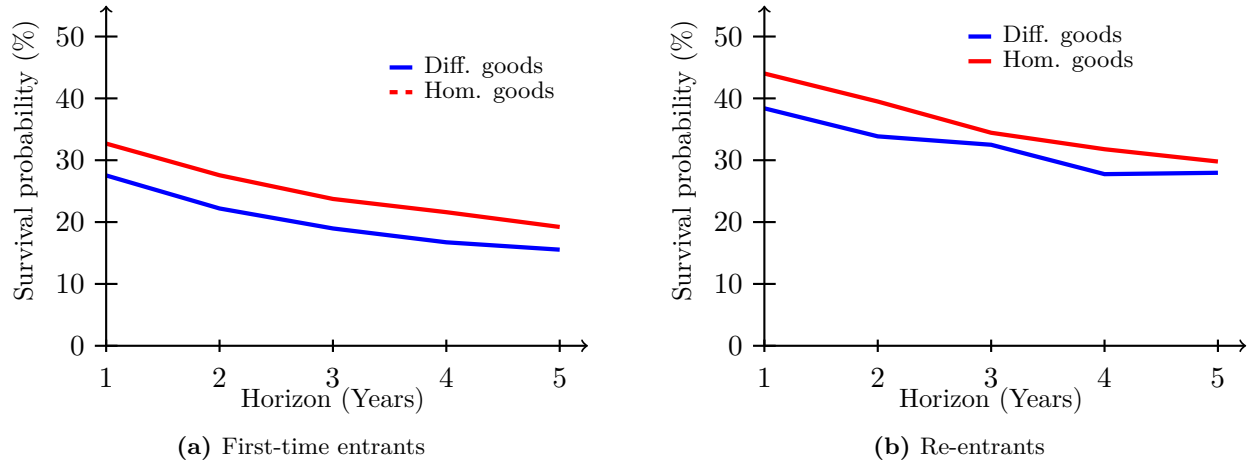 Survival probability (%)
50
40
30
20
10
0
Diff. goods
Hom. goods
1 2 3 4 5
Horizon (Years)
(a) First-time entrants
Survival probability (%)
50
40
30
20
10
0
Diff. goods
Hom. goods
1 2 3 4 5
Horizon (Years)
(b) Re-entrants